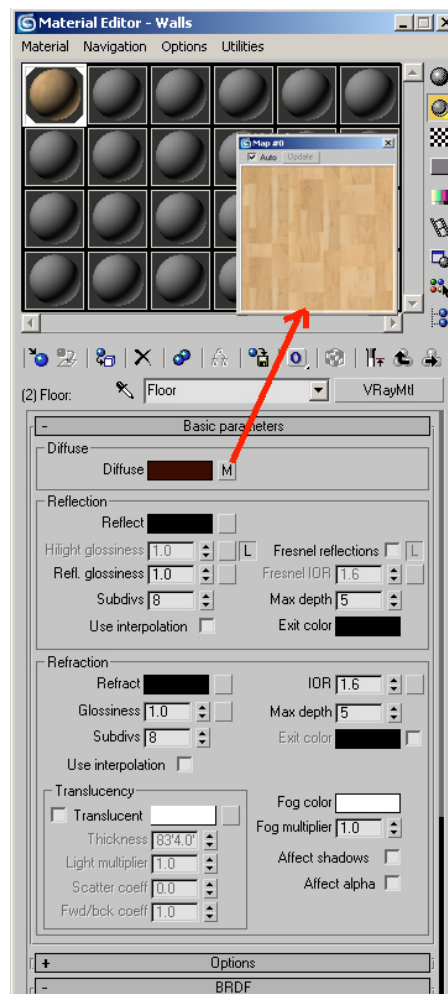 Material Editor - Walls
Material Navigation Options Utilities
Map #0
Auto Update
(2) Floor: Floor VRayMtl
- Basic parameters
Diffuse
Diffuse M
Reflection
Reflect
Hilight glossiness 1.0 L Fresnel reflections L
Refl. glossiness 1.0 Fresnel IOR 1.6
Subdivs 8 Max depth 5
Use interpolation Exit color
Refraction
Refract IOR 1.6
Glossiness 1.0 Max depth 5
Subdivs 8 Exit color
Use interpolation
Translucency
Translucent Fog color
Thickness 83'4.0" Fog multiplier 1.0
Light multiplier 1.0 Affect shadows
Scatter coeff 0.0 Affect alpha
Fwd/bck coeff 1.0
+ Options
- BRDF